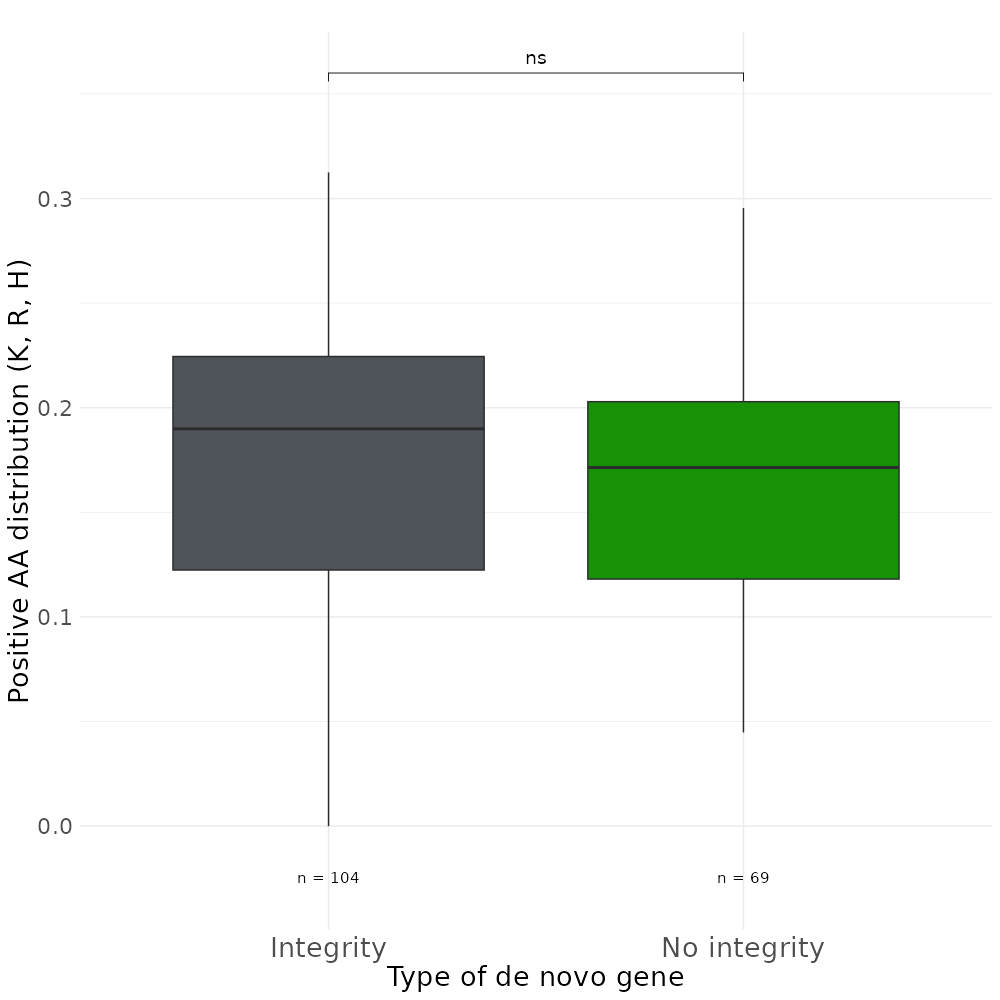 ns
Positive AA distribution (K, R, H)
0.3
0.2
0.1
0.0
n = 104
n = 69
Integrity
No integrity
Type of de novo gene